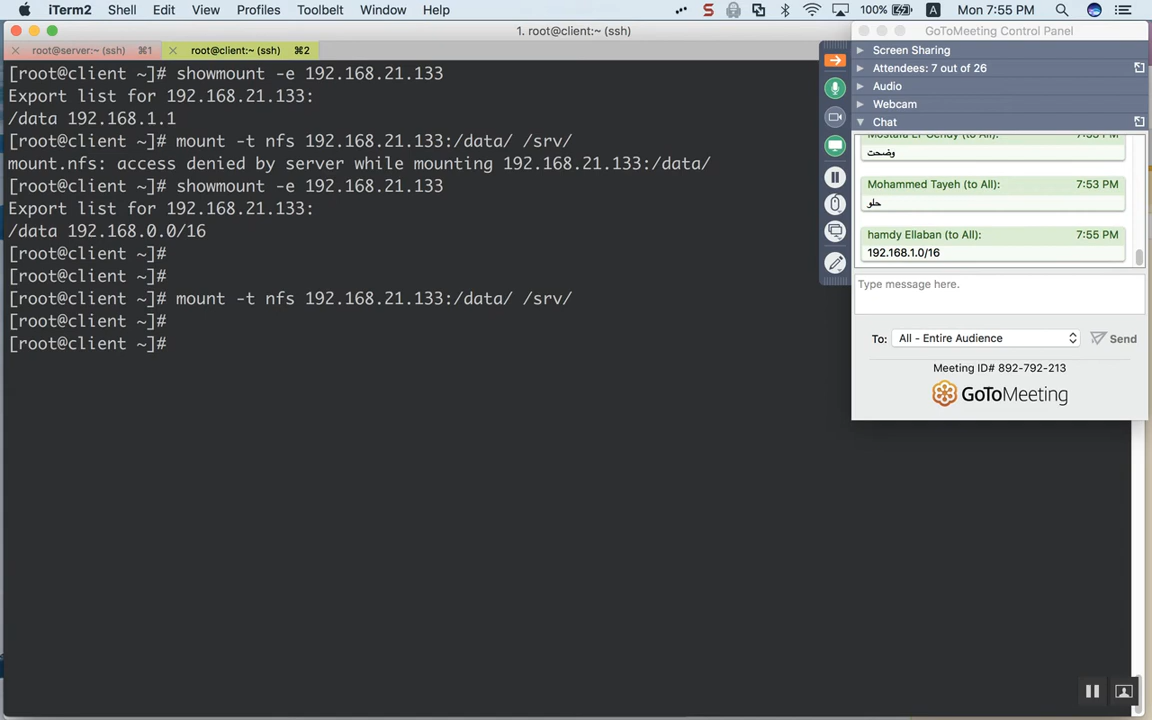 iTerm2 Shell Edit View Profiles Toolbelt Window Help 100% A Mon 7:55 PM
1. root@client:~ (ssh)
root@server:~ (ssh) ⌘1 root@client:~ (ssh) ⌘2
[root@client ~]# showmount -e 192.168.21.133
Export list for 192.168.21.133:
/data 192.168.1.1
[root@client ~]# mount -t nfs 192.168.21.133:/data/ /srv/
mount.nfs: access denied by server while mounting 192.168.21.133:/data/
[root@client ~]# showmount -e 192.168.21.133
Export list for 192.168.21.133:
/data 192.168.0.0/16
[root@client ~]#
[root@client ~]#
[root@client ~]# mount -t nfs 192.168.21.133:/data/ /srv/
[root@client ~]#
[root@client ~]#
GoToMeeting Control Panel
Screen Sharing
Attendees: 7 out of 26
Audio
Webcam
Chat
وضحت
Mohammed Tayeh (to All): 7:53 PM
حلو
hamdy Ellaban (to All): 7:55 PM
192.168.1.0/16
Type message here.
To: All - Entire Audience Send
Meeting ID# 892-792-213
GoToMeeting